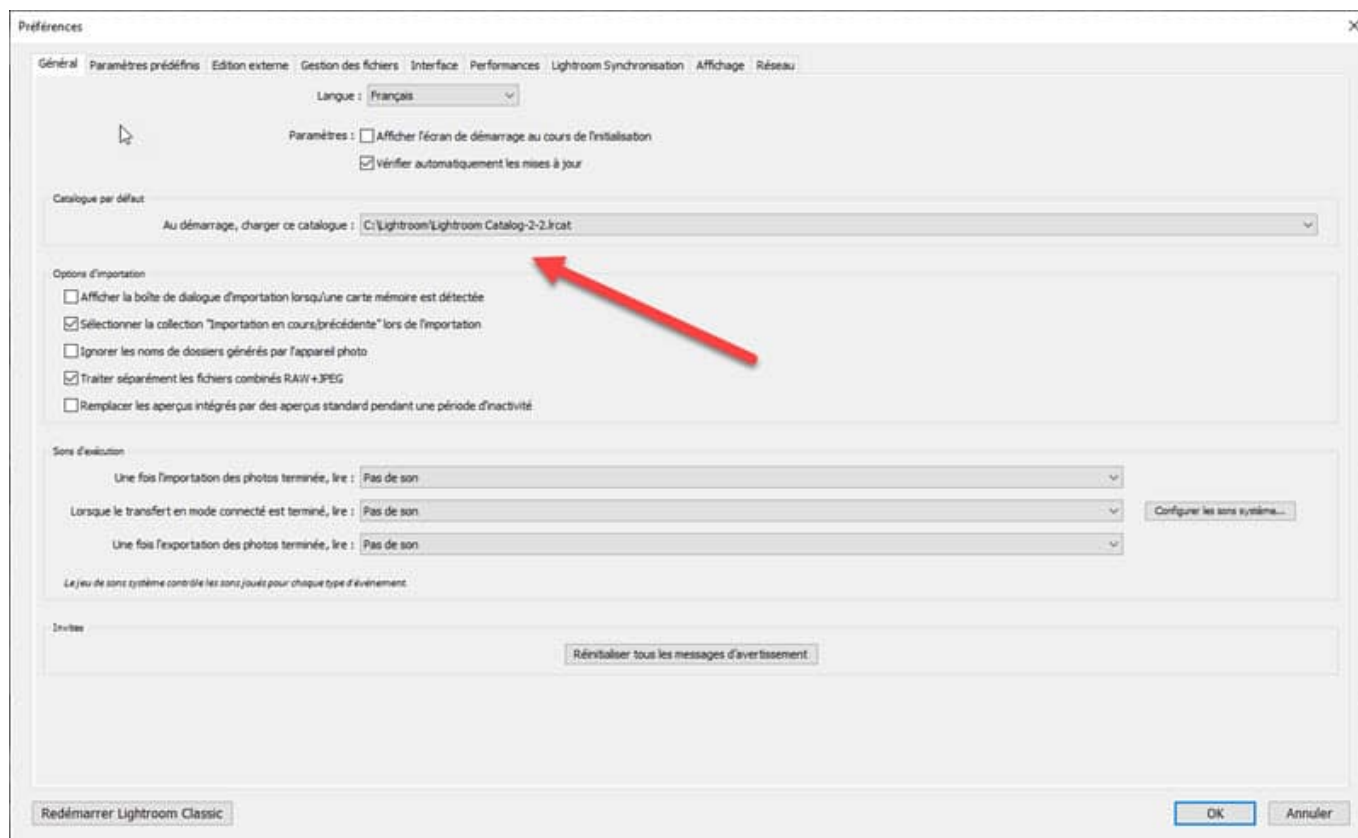 Préférences
Général Paramètres prédéfinis Edition externe Gestion des fichiers Interface Performances Lightroom Synchronisation Affichage Réseau
Langue : Français
Paramètres : Afficher l'écran de démarrage au cours de l'initialisation
Vérifier automatiquement les mises à jour
Catalogue par défaut
Au démarrage, charger ce catalogue : C:\Lightroom\Lightroom Catalog-2-2.lrcat
Options d'importation
Afficher la boîte de dialogue d'importation lorsqu'une carte mémoire est détectée
Sélectionner la collection "Importation en cours/précédente" lors de l'importation
Ignorer les noms de dossiers générés par l'appareil photo
Traiter séparément les fichiers combinés RAW+JPEG
Remplacer les aperçus intégrés par des aperçus standard pendant une période d'inactivité
Sons d'exécution
Une fois l'importation des photos terminée, lire : Pas de son
Lorsque le transfert en mode connecté est terminé, lire : Pas de son Configurer les sons système...
Une fois l'exportation des photos terminée, lire : Pas de son
Le jeu de sons système contrôle les sons joués pour chaque type d'événement.
Invites
Réinitialiser tous les messages d'avertissement
Redémarrer Lightroom Classic OK Annuler